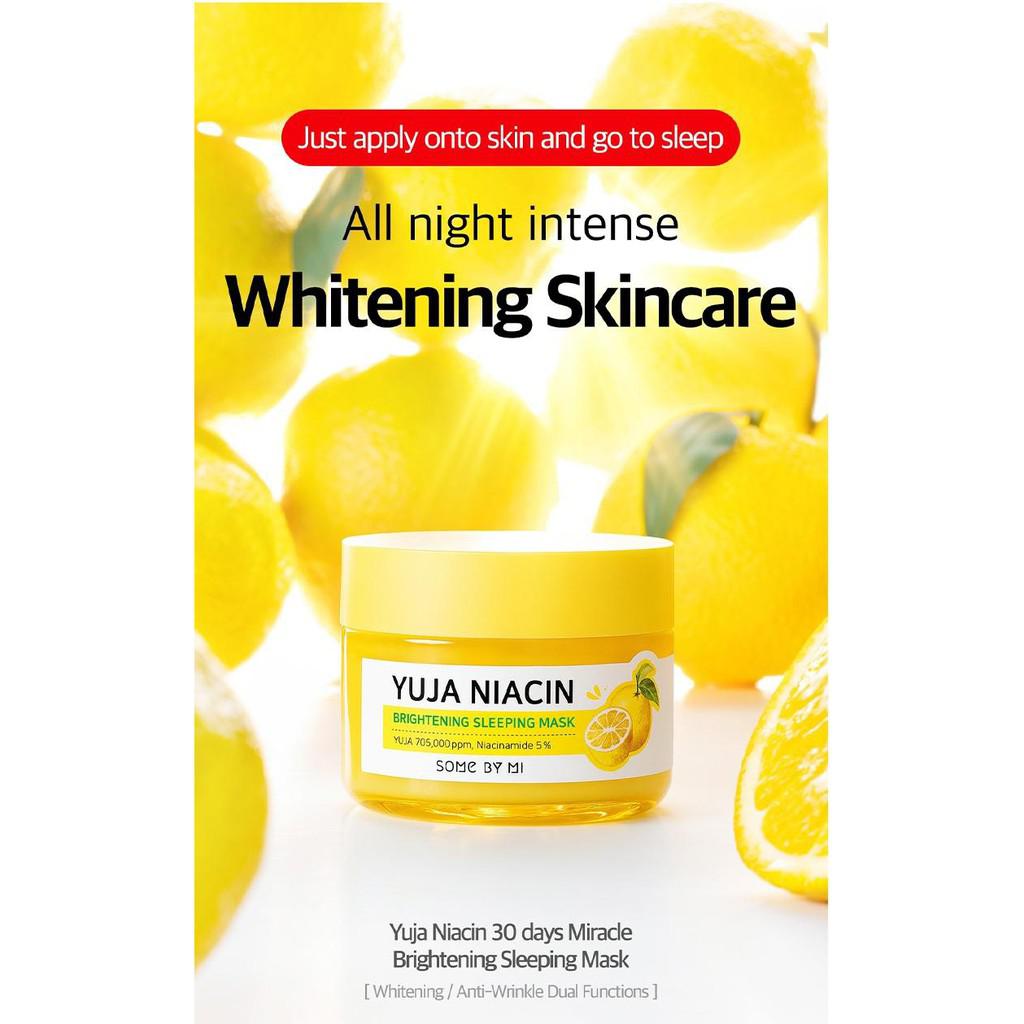 Just apply onto skin and go to sleep
All night intense
Whitening Skincare
YUJA NIACIN
BRIGHTENING SLEEPING MASK
YUJA 705,000ppm, Niacinamide 5%
SOME BY MI
Yuja Niacin 30 days Miracle
Brightening Sleeping Mask
[ Whitening / Anti-Wrinkle Dual Functions ]